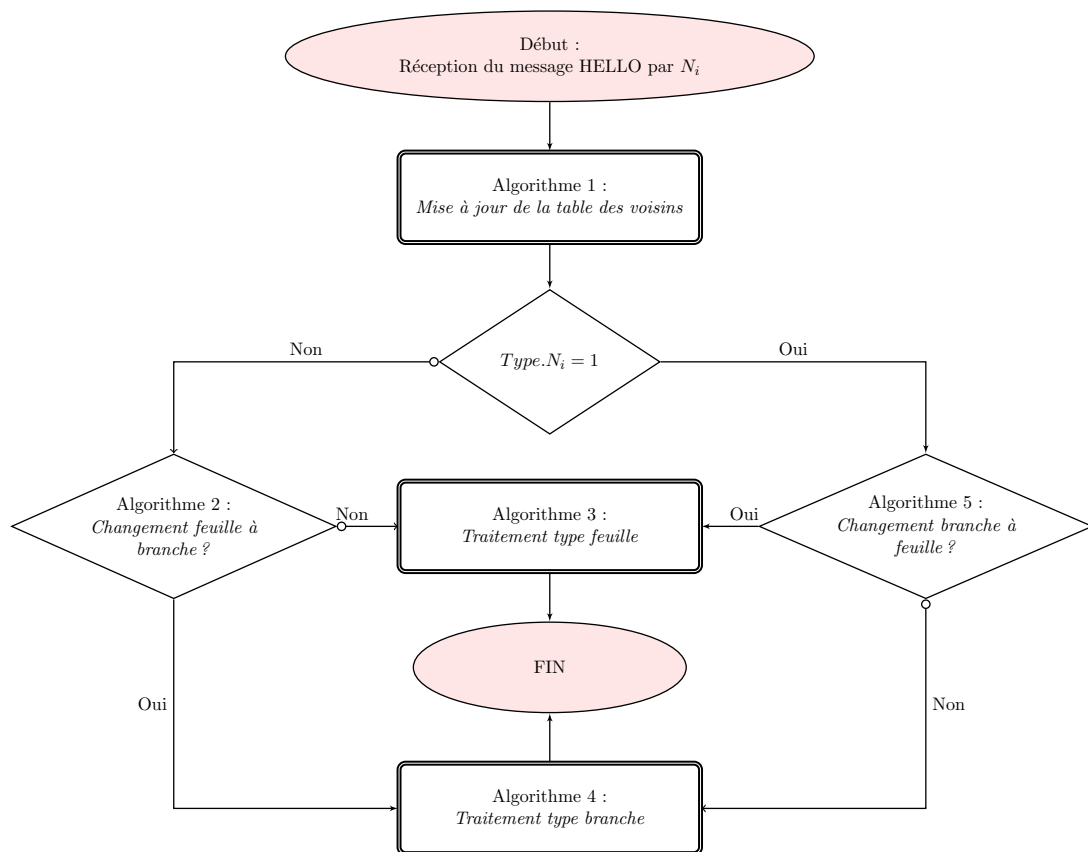 Début :
Réception du message HELLO par N_i
Algorithme 1 :
Mise à jour de la table des voisins
Type.N_i = 1
Non
Oui
Algorithme 2 :
Changement feuille à
branche ?
Non
Algorithme 3 :
Traitement type feuille
Oui
Algorithme 5 :
Changement branche à
feuille ?
FIN
Oui
Non
Algorithme 4 :
Traitement type branche